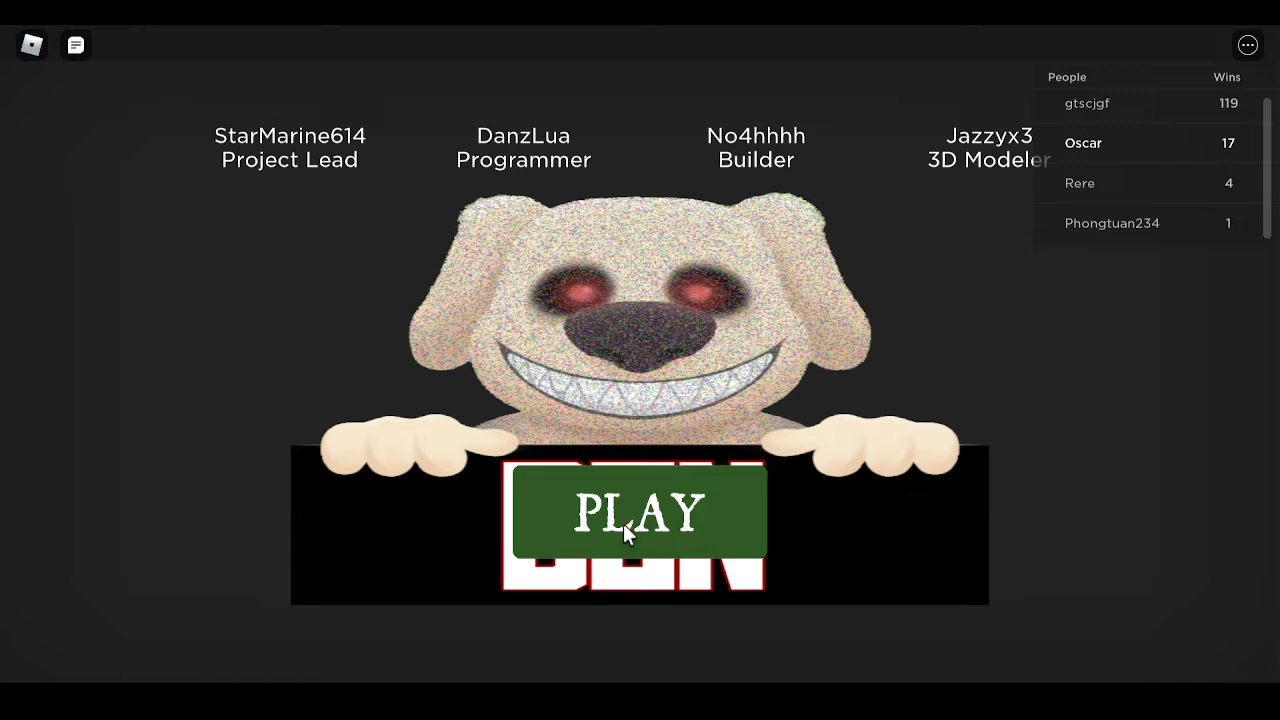 People Wins
gtscjgf 119
Oscar 17
Rere 4
Phongtuan234 1
StarMarine614
Project Lead
DanzLua
Programmer
No4hhhh
Builder
Jazzyx3
3D Modeler
PLAY